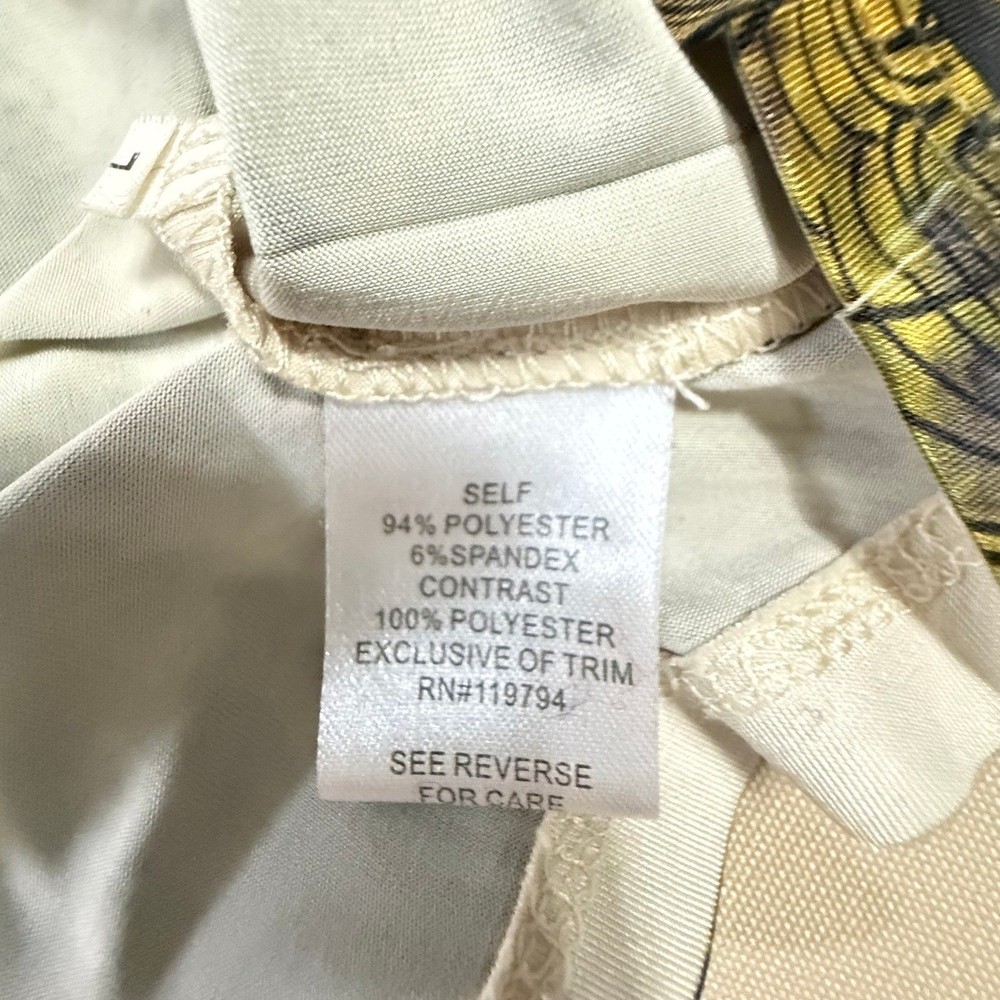 L
SELF
94% POLYESTER
6%SPANDEX
CONTRAST
100% POLYESTER
EXCLUSIVE OF TRIM
RN#119794
SEE REVERSE
FOR CARE